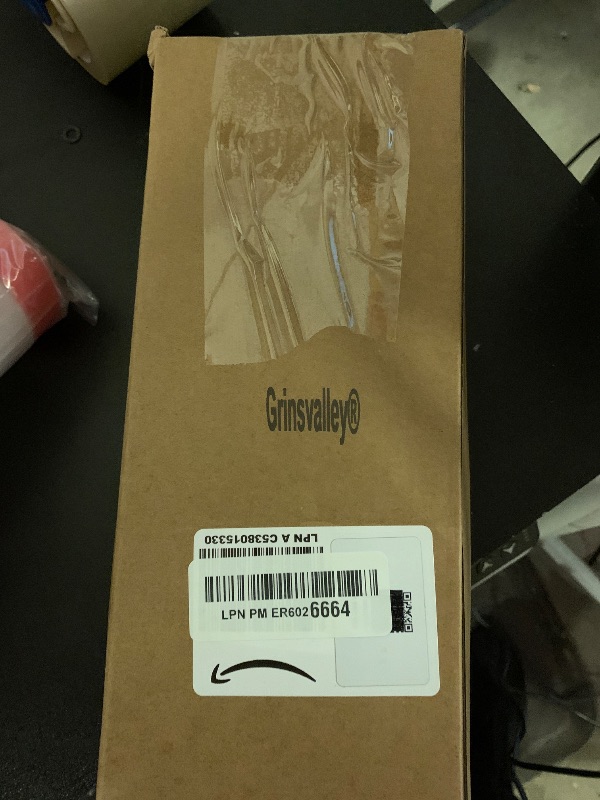 Grinsvalley®
LPN A C538015330
LPN PM ER6026664